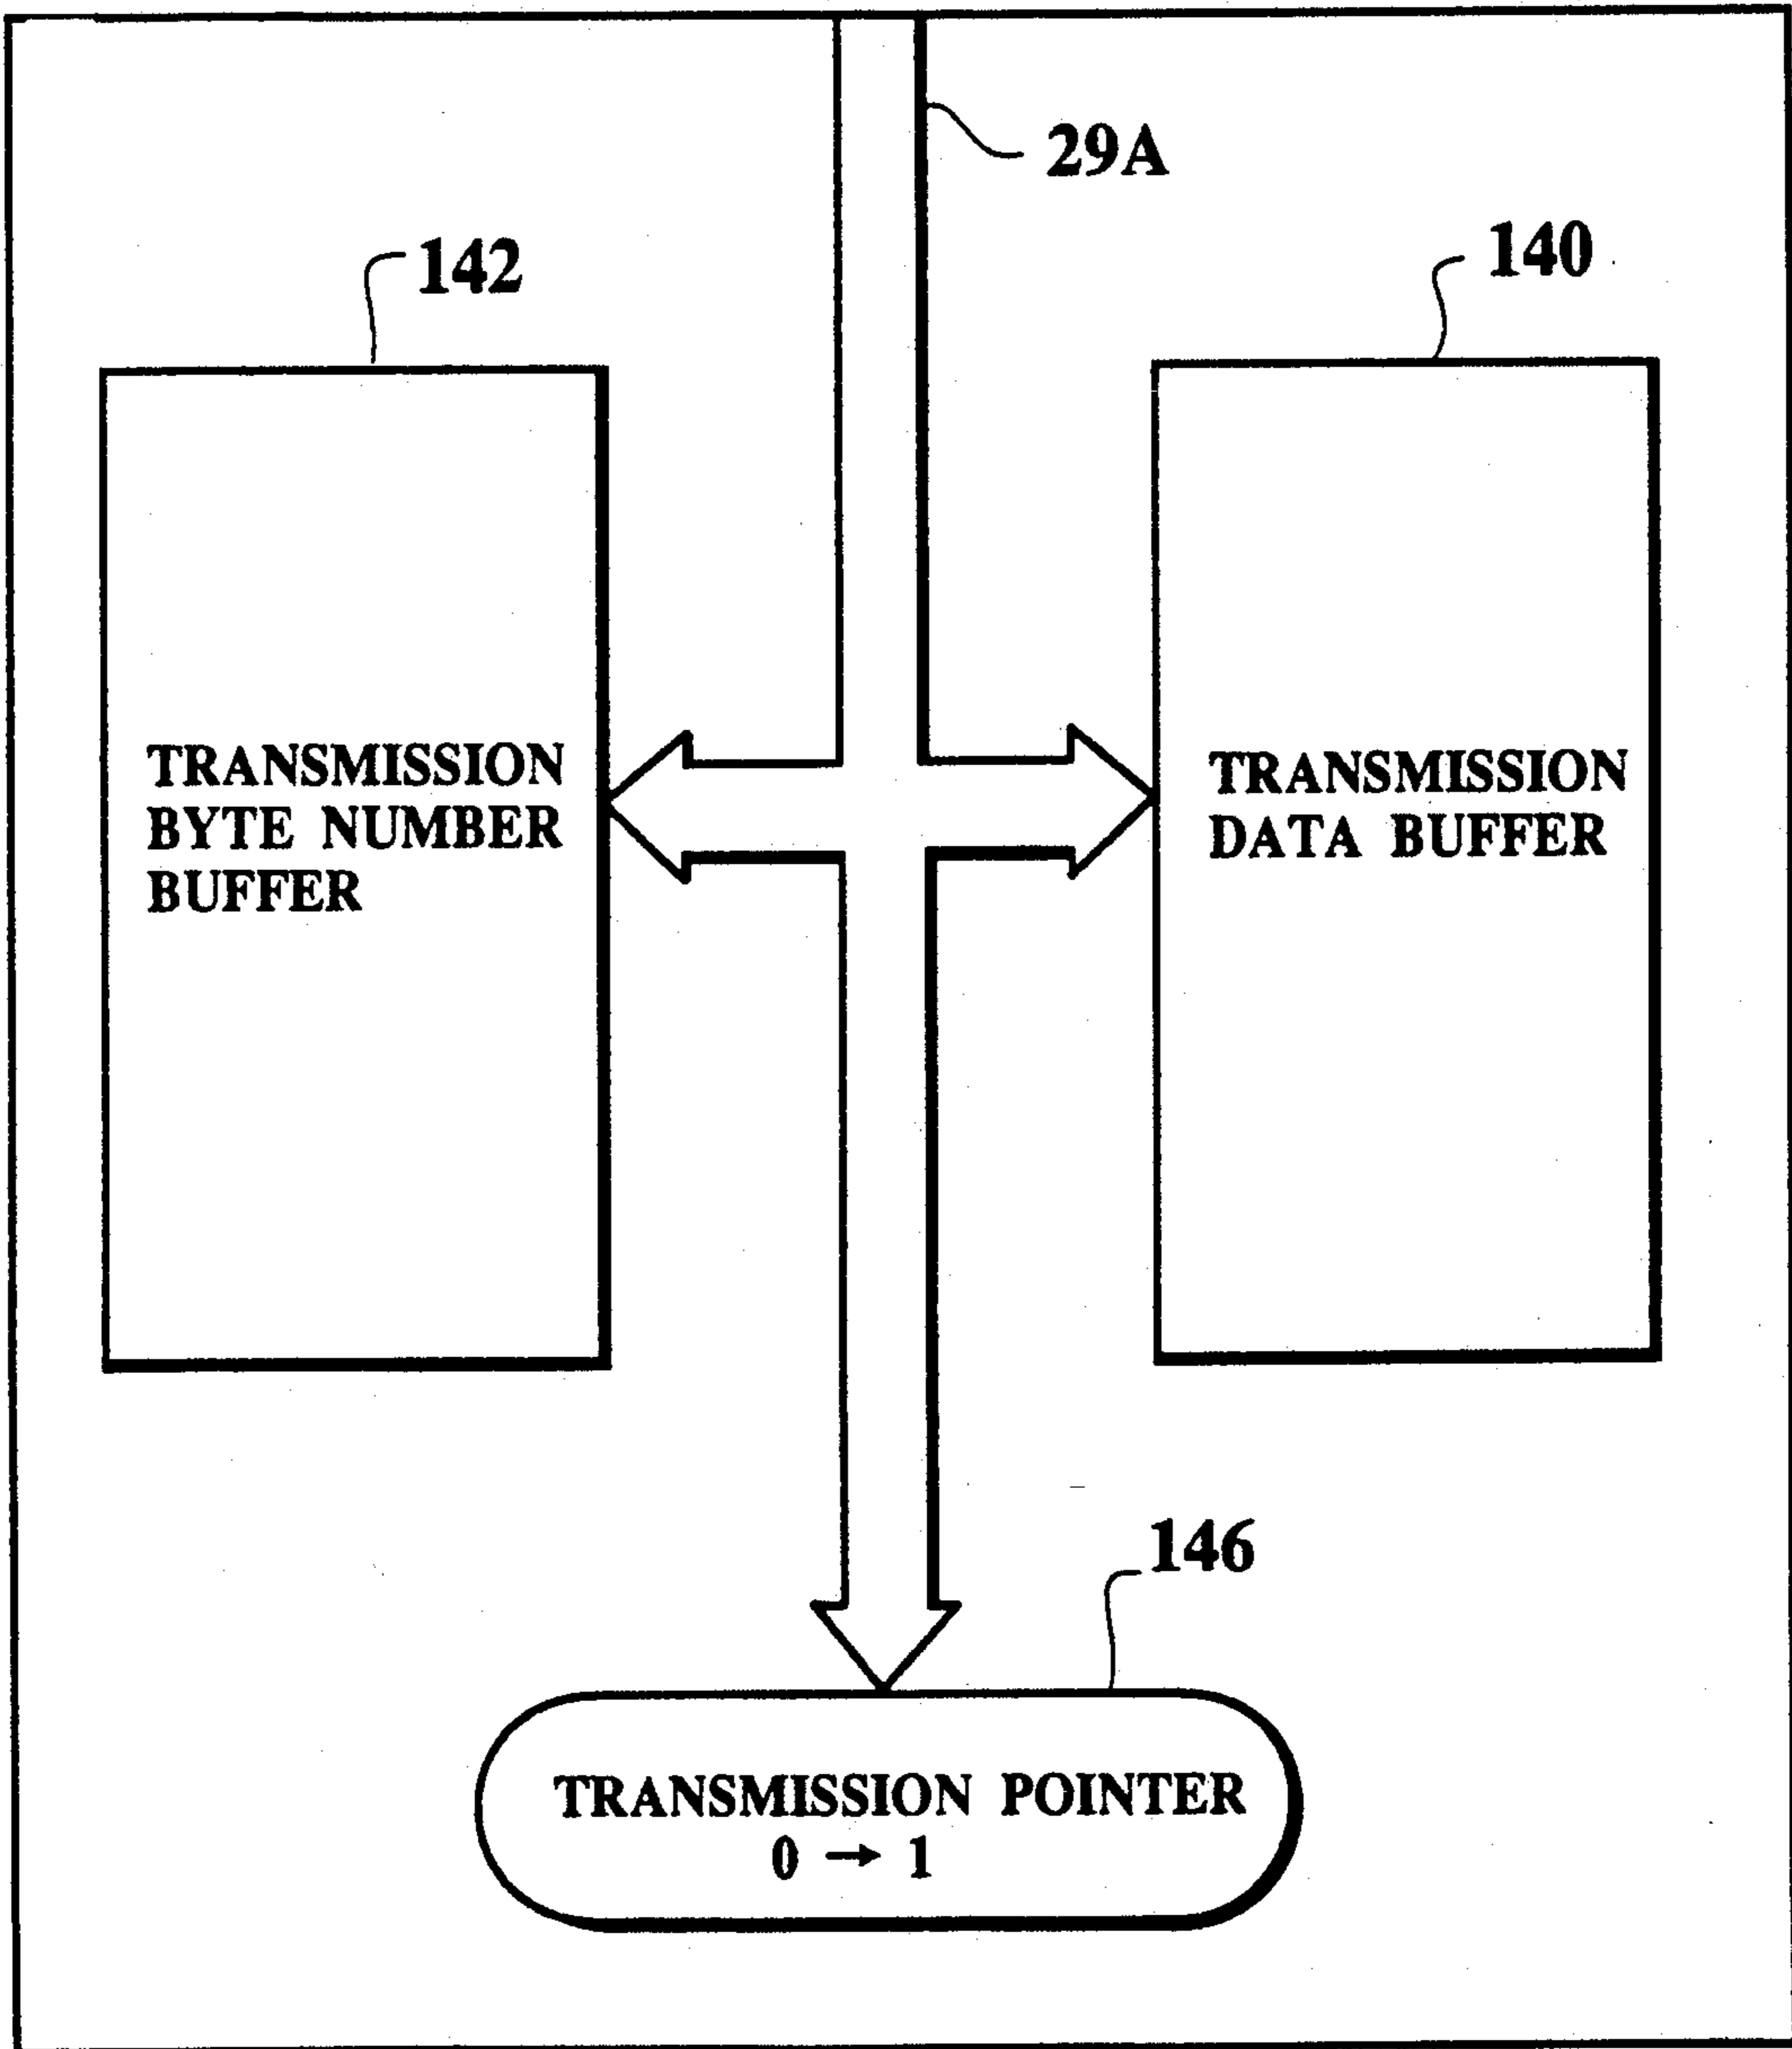 29A
142
140
TRANSMISSION
BYTE NUMBER
BUFFER
TRANSMISSION
DATA BUFFER
146
TRANSMISSION POINTER
0 → 1